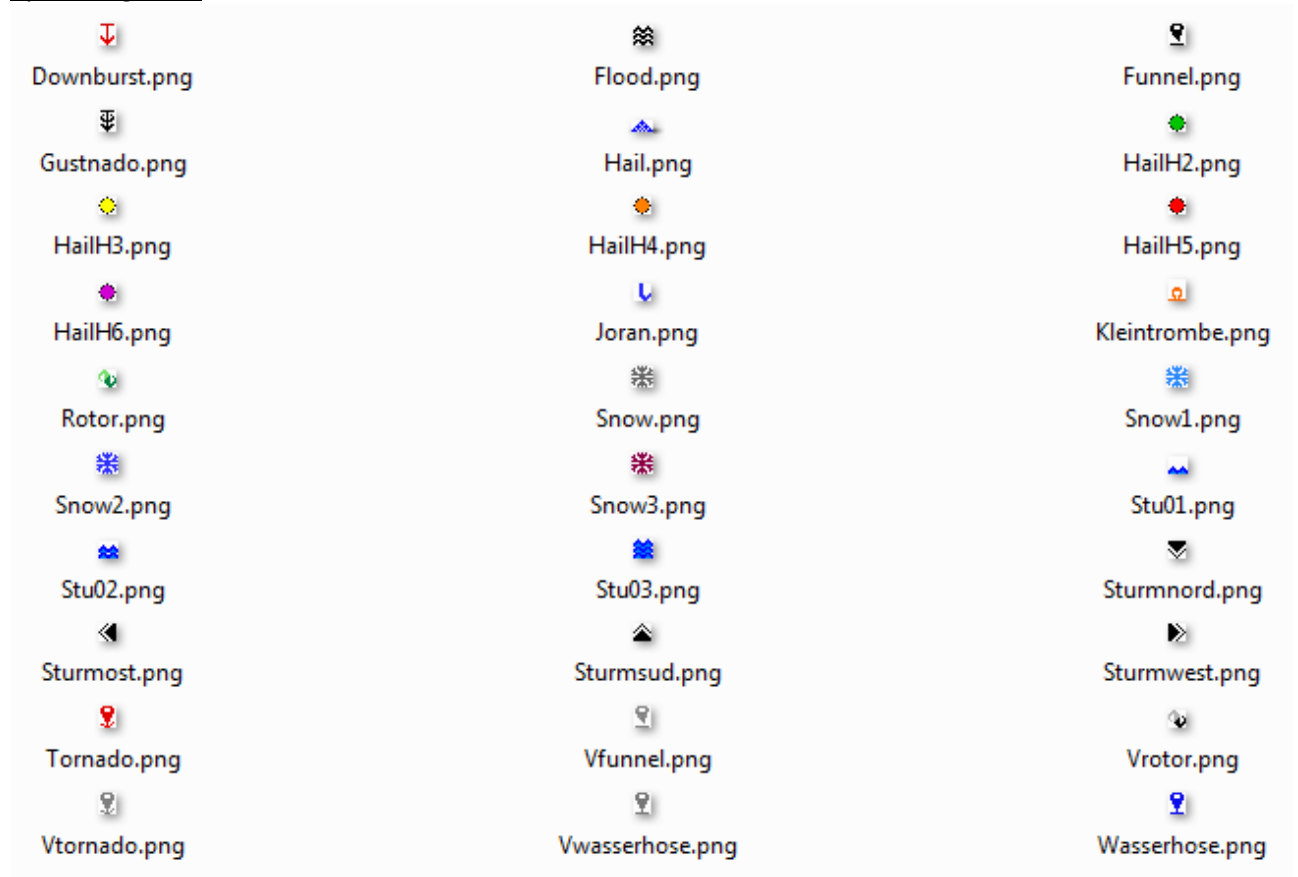 Downburst.png Flood.png Funnel.png
Gustnado.png Hail.png HailH2.png
HailH3.png HailH4.png HailH5.png
HailH6.png Joran.png Kleintrombe.png
Rotor.png Snow.png Snow1.png
Snow2.png Snow3.png Stu01.png
Stu02.png Stu03.png Sturmnord.png
Sturmost.png Sturmsud.png Sturmwest.png
Tornado.png Vfunnel.png Vrotor.png
Vtornado.png Vwasserhose.png Wasserhose.png